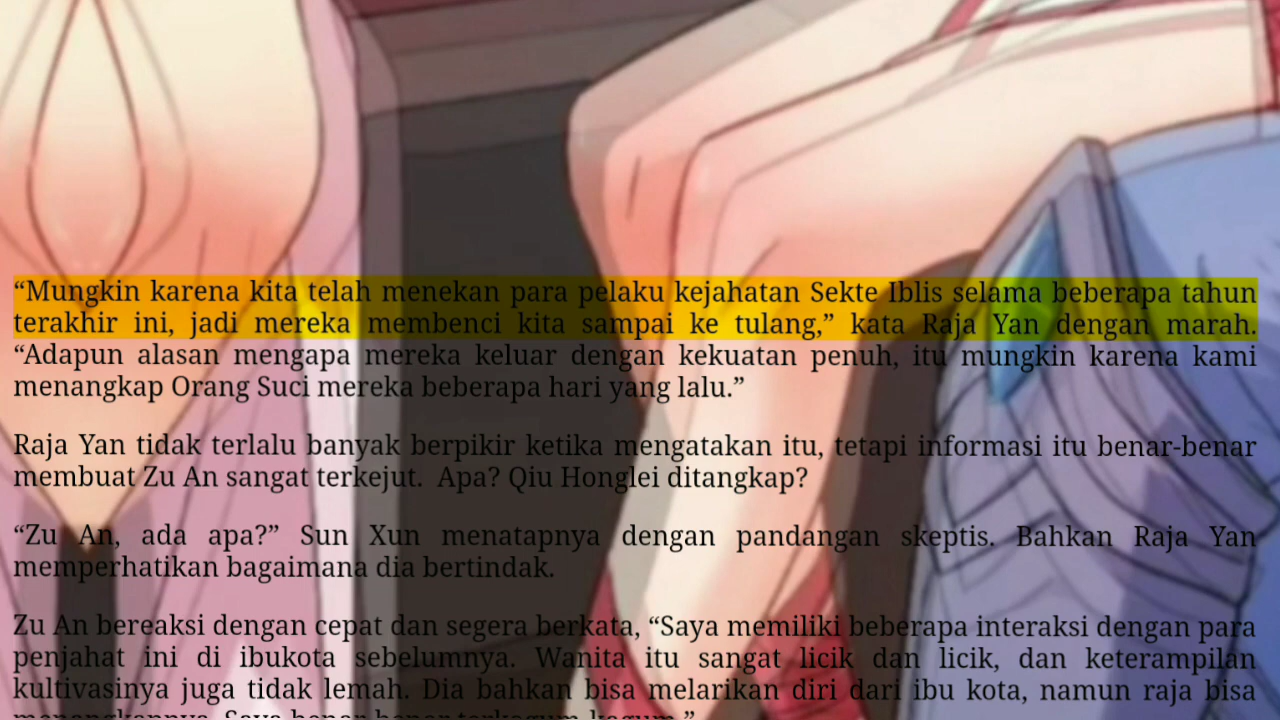 “Mungkin karena kita telah menekan para pelaku kejahatan Sekte Iblis selama beberapa tahun
terakhir ini, jadi mereka membenci kita sampai ke tulang,” kata Raja Yan dengan marah.
“Adapun alasan mengapa mereka keluar dengan kekuatan penuh, itu mungkin karena kami
menangkap Orang Suci mereka beberapa hari yang lalu.”
Raja Yan tidak terlalu banyak berpikir ketika mengatakan itu, tetapi informasi itu benar-benar
membuat Zu An sangat terkejut. Apa? Qiu Honglei ditangkap?
“Zu An, ada apa?” Sun Xun menatapnya dengan pandangan skeptis. Bahkan Raja Yan
memperhatikan bagaimana dia bertindak.
Zu An bereaksi dengan cepat dan segera berkata, “Saya memiliki beberapa interaksi dengan para
penjahat ini di ibukota sebelumnya. Wanita itu sangat licik dan licik, dan keterampilan
kultivasinya juga tidak lemah. Dia bahkan bisa melarikan diri dari ibu kota, namun raja bisa
menangkapnya. Saya benar-benar terkagum-kagum.”